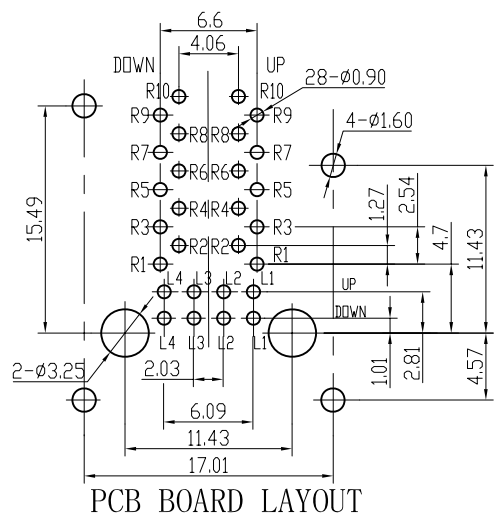 6.6
4.06
DOWN UP
28-Ø0.90
R10 R10
R9 R9
4-Ø1.60
R8 R8
R7 R7
R6 R6
R5 R5
R4 R4
R3 R3
R2 R2
R1 R1
15.49
1.27
2.54
4.7
11.43
L4 L3 L2 L1
UP
DOWN
L4 L3 L2 L1
2-Ø3.25
2.03
1.01
2.81
4.57
6.09
11.43
17.01
PCB BOARD LAYOUT